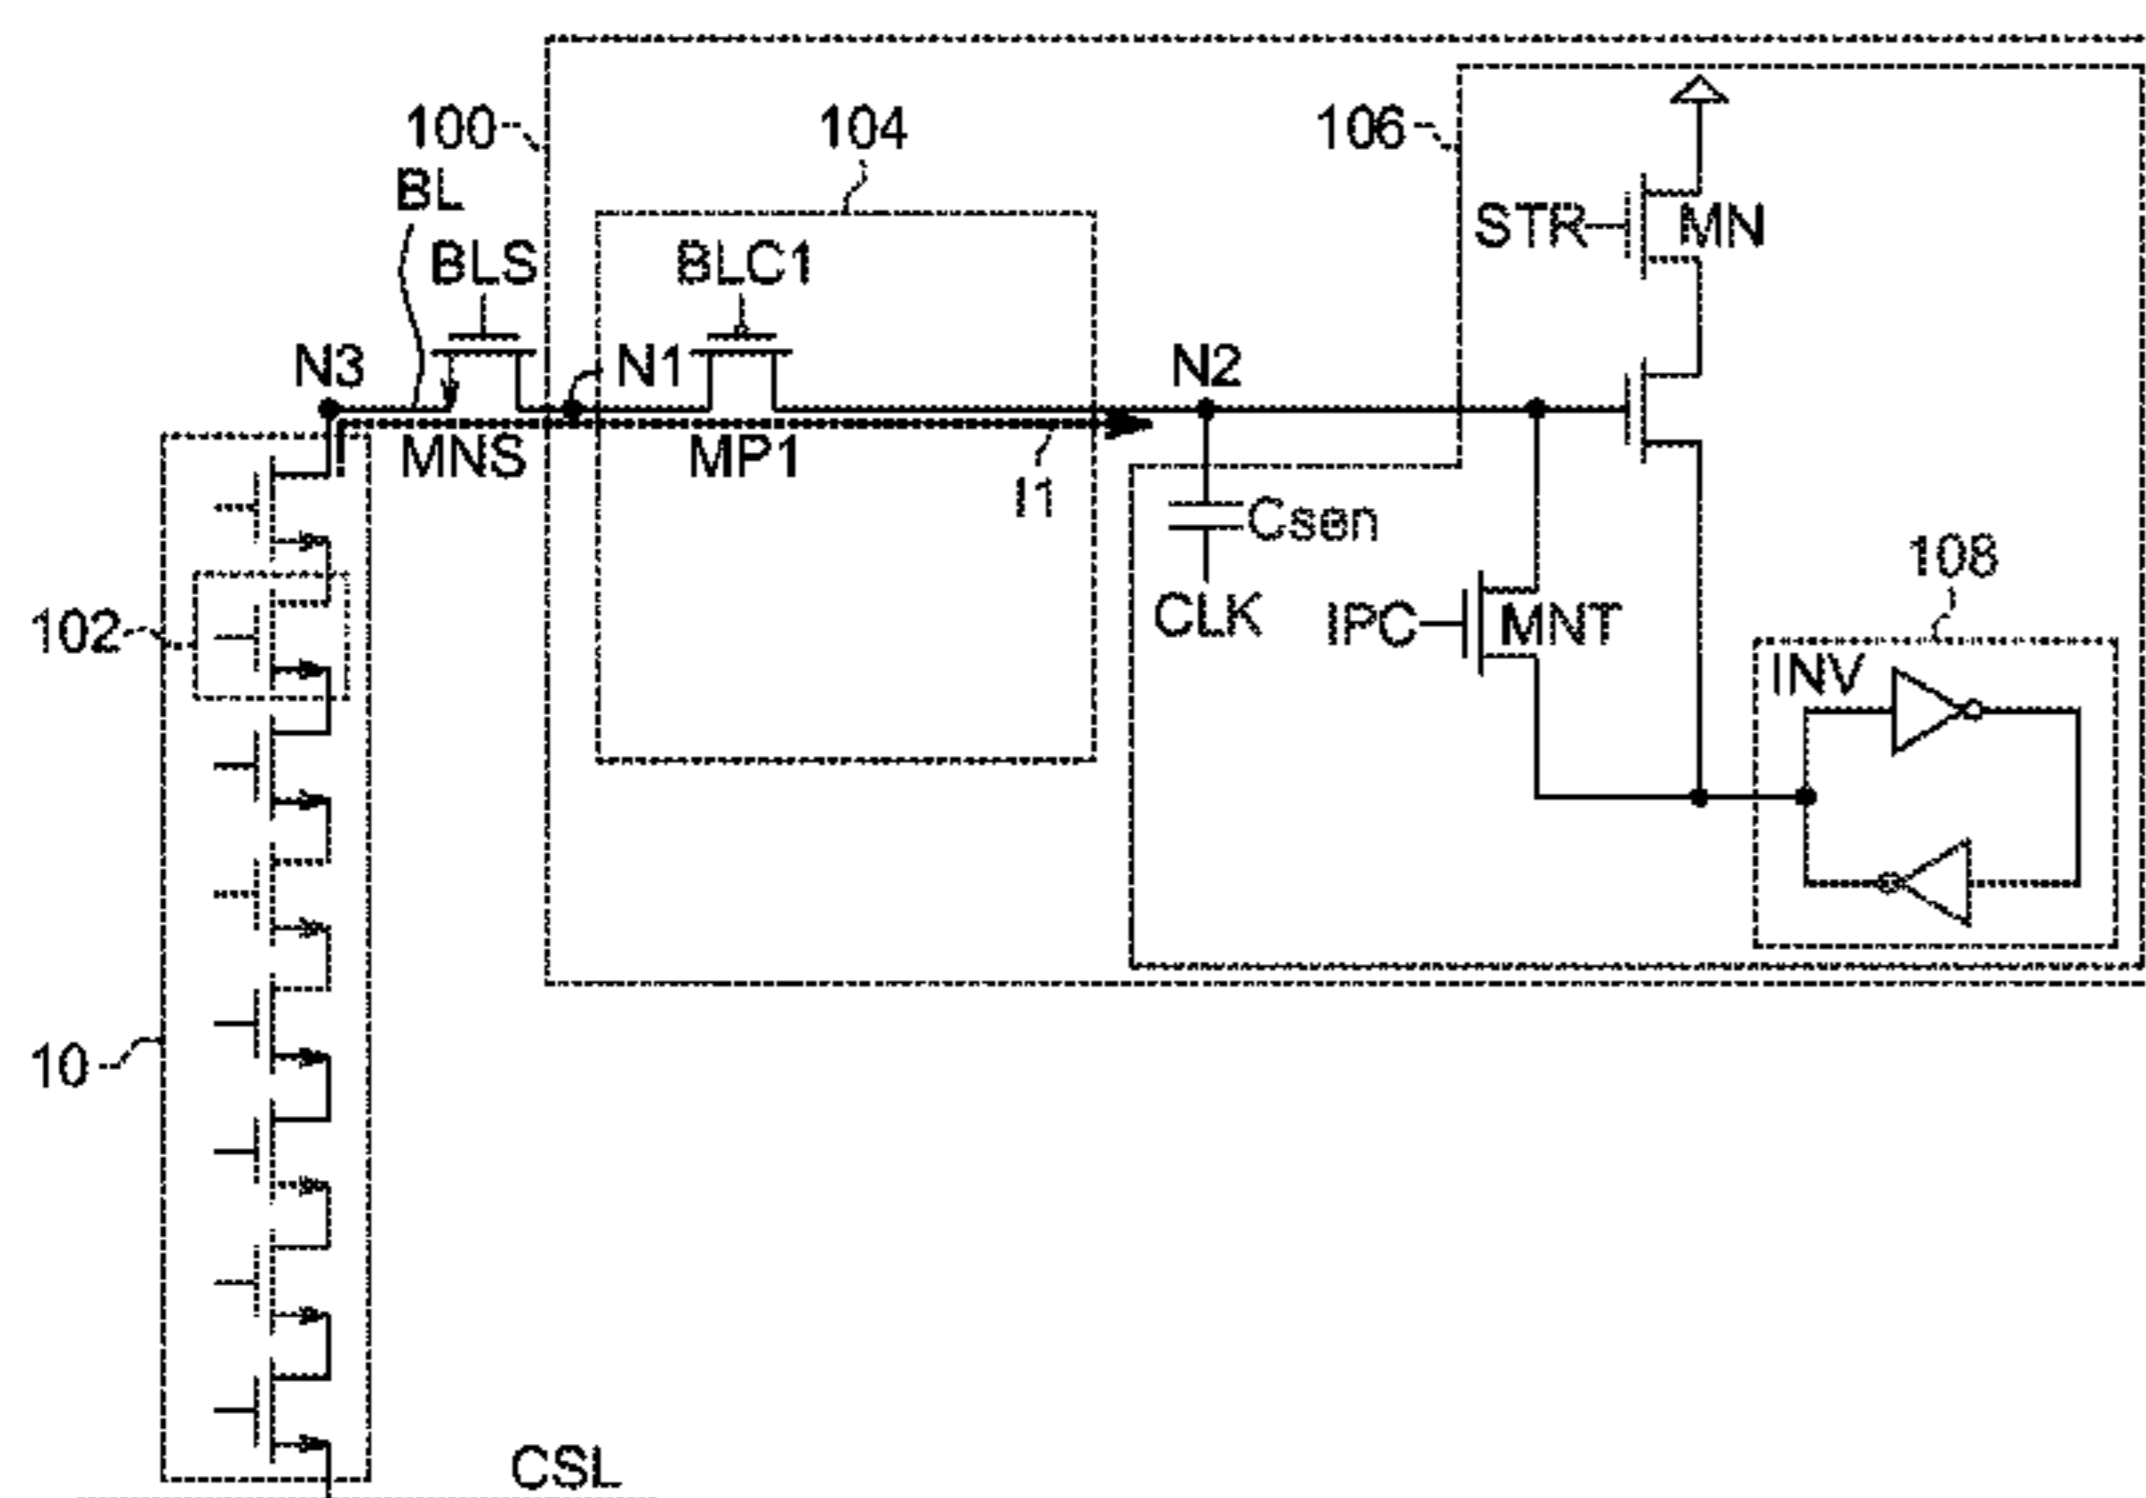 100
104
106
BL
BLS
BLC1
STR
MN
N3
N1
N2
MNS
MP1
I1
Csen
CLK
IPC
MNT
108
INV
102
10
CSL